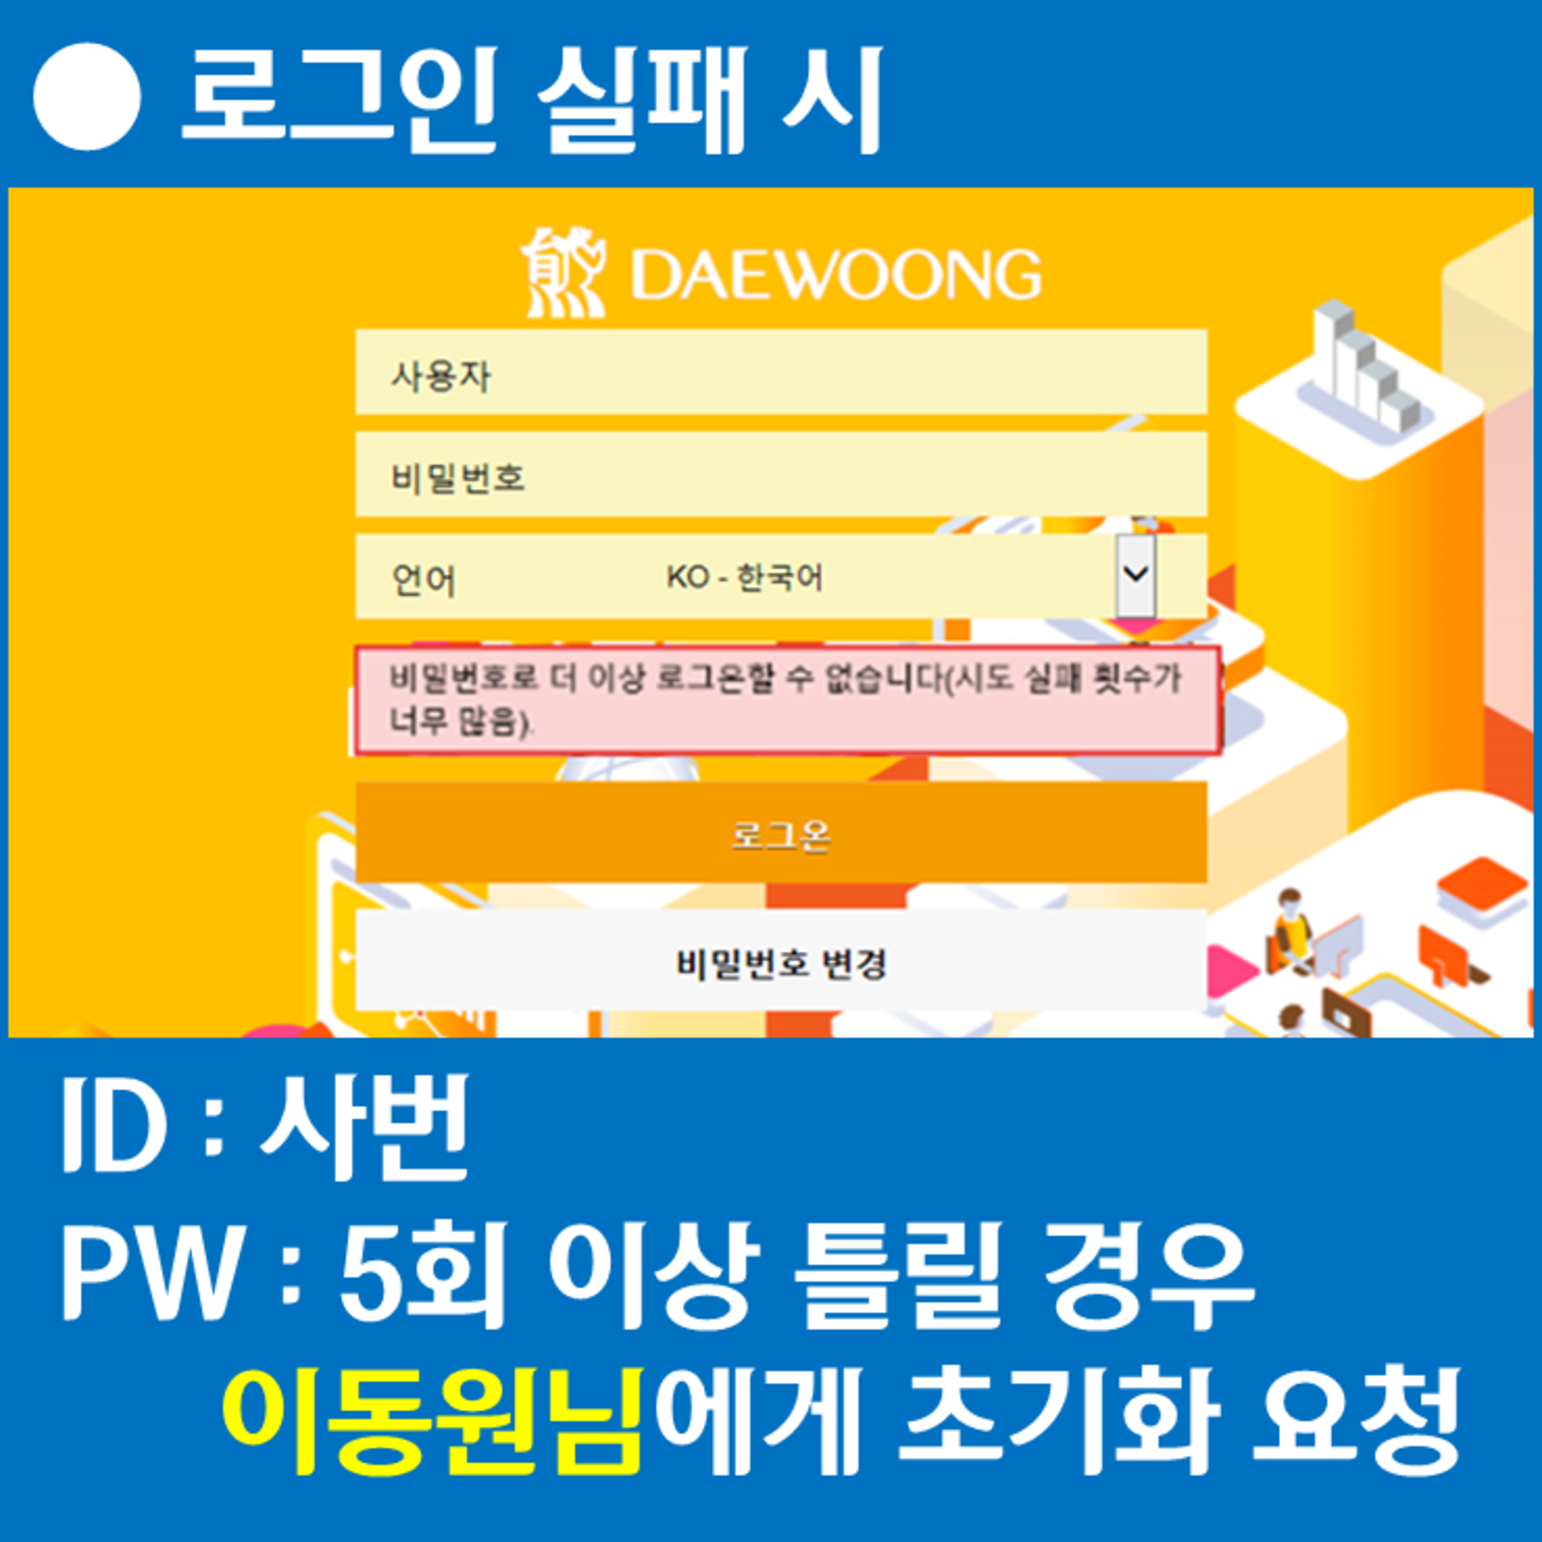 ● 로그인 실패 시
DAEWOONG
사용자
비밀번호
언어 KO - 한국어
비밀번호로 더 이상 로그온할 수 없습니다(시도 실패 횟수가
너무 많음).
로그온
비밀번호 변경
ID : 사번
PW : 5회 이상 틀릴 경우
이동원님에게 초기화 요청